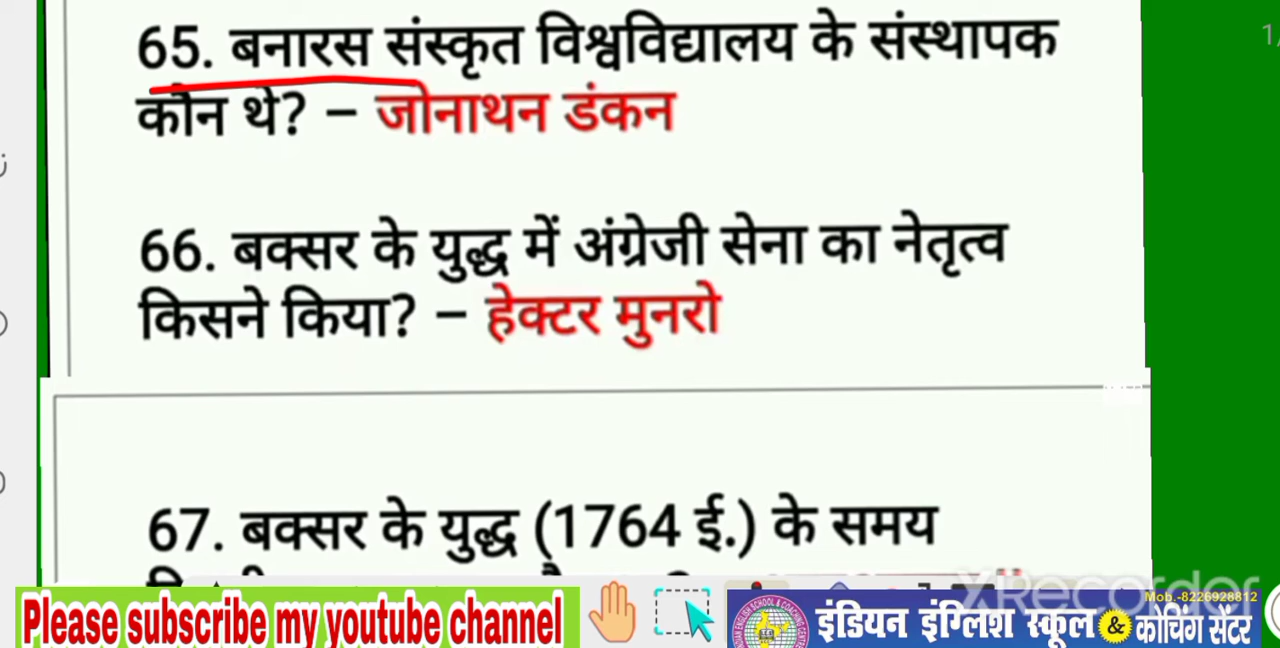 65. बनारस संस्कृत विश्वविद्यालय के संस्थापक
कौन थे? – जोनाथन डंकन
66. बक्सर के युद्ध में अंग्रेजी सेना का नेतृत्व
किसने किया? – हेक्टर मुनरो
67. बक्सर के युद्ध (1764 ई.) के समय
XRecorder
Mob.-8226928812
Please subscribe my youtube channel
इंडियन इंग्लिश स्कूल & कोचिंग सेंटर